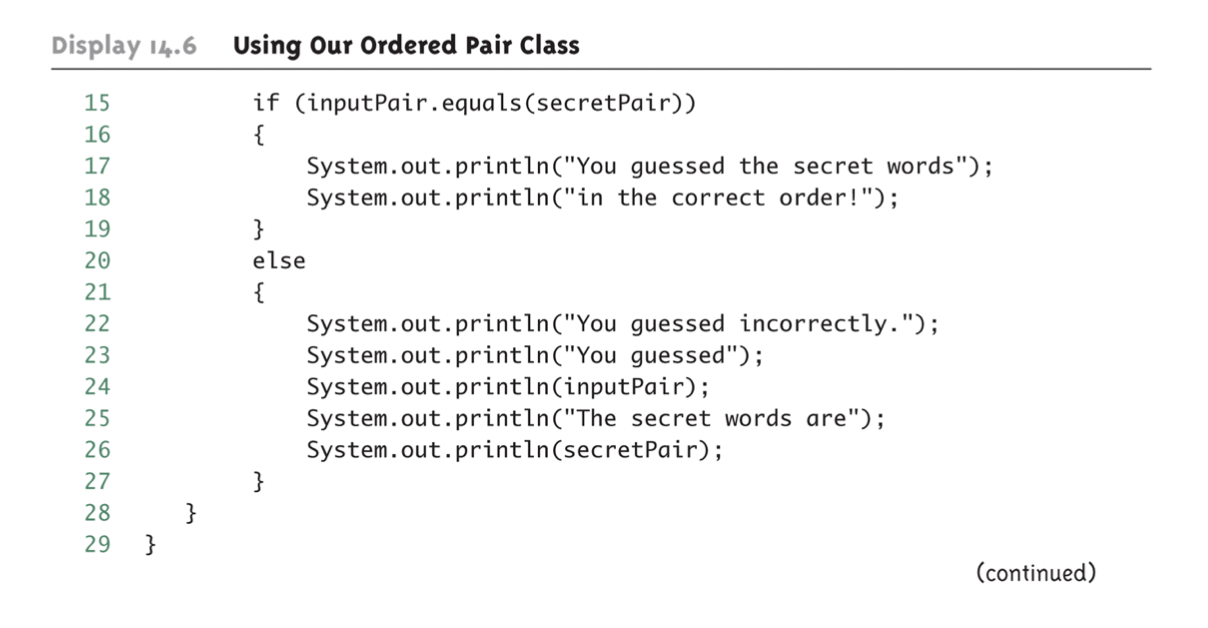 Display 14.6 Using Our Ordered Pair Class
15 if (inputPair.equals(secretPair))
16 {
17 System.out.println("You guessed the secret words");
18 System.out.println("in the correct order!");
19 }
20 else
21 {
22 System.out.println("You guessed incorrectly.");
23 System.out.println("You guessed");
24 System.out.println(inputPair);
25 System.out.println("The secret words are");
26 System.out.println(secretPair);
27 }
28 }
29 }
(continued)